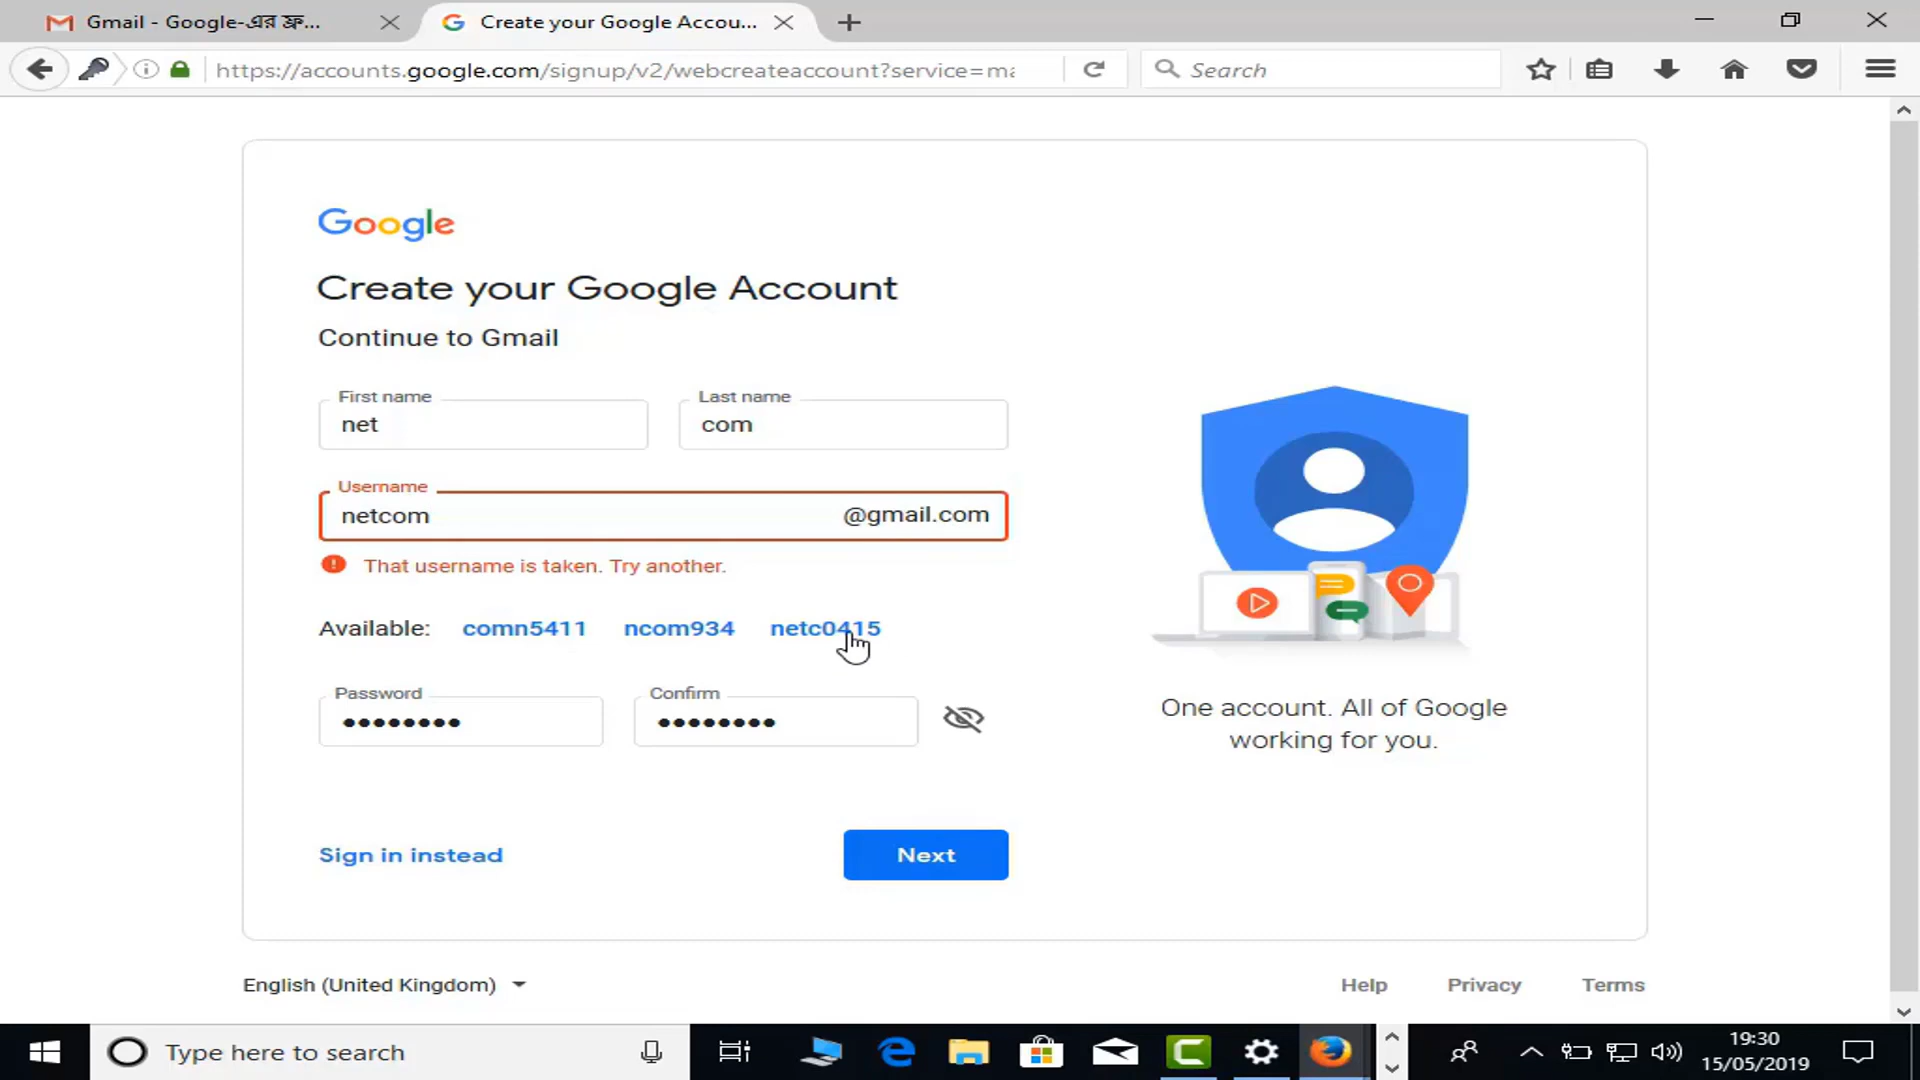 Gmail - Google-এর ফ্র...
Create your Google Accou...
https://accounts.google.com/signup/v2/webcreateaccount?service=ma
Search
Google
Create your Google Account
Continue to Gmail
First name
net
Last name
com
Username
netcom
@gmail.com
That username is taken. Try another.
Available: comn5411 ncom934 netc0415
Password
Confirm
One account. All of Google
working for you.
Sign in instead
Next
English (United Kingdom)
Help Privacy Terms
Type here to search
19:30
15/05/2019